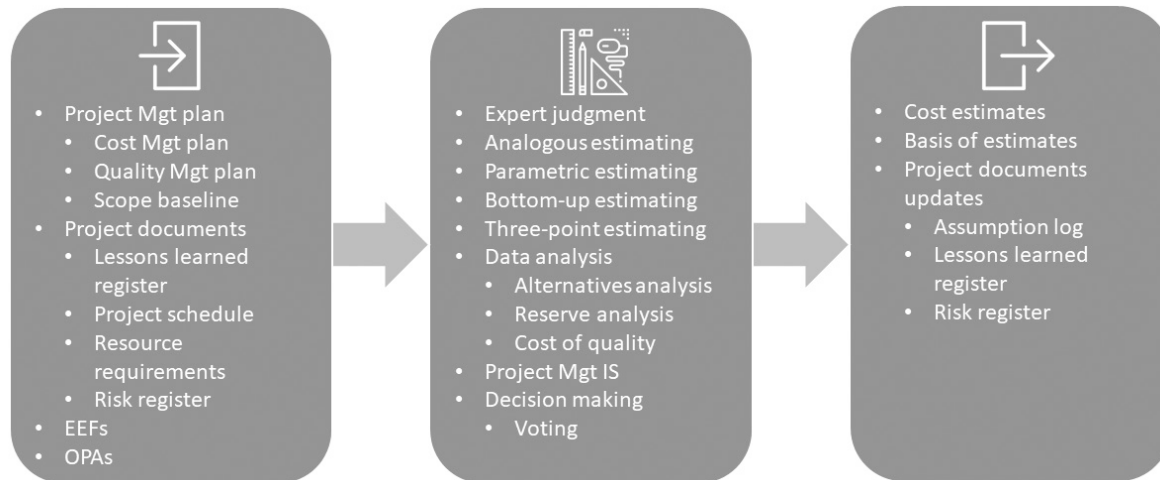 • Project Mgt plan
• Cost Mgt plan
• Quality Mgt plan
• Scope baseline
• Project documents
• Lessons learned
register
• Project schedule
• Resource
requirements
• Risk register
• EEFs
• OPAs
• Expert judgment
• Analogous estimating
• Parametric estimating
• Bottom-up estimating
• Three-point estimating
• Data analysis
• Alternatives analysis
• Reserve analysis
• Cost of quality
• Project Mgt IS
• Decision making
• Voting
• Cost estimates
• Basis of estimates
• Project documents
updates
• Assumption log
• Lessons learned
register
• Risk register